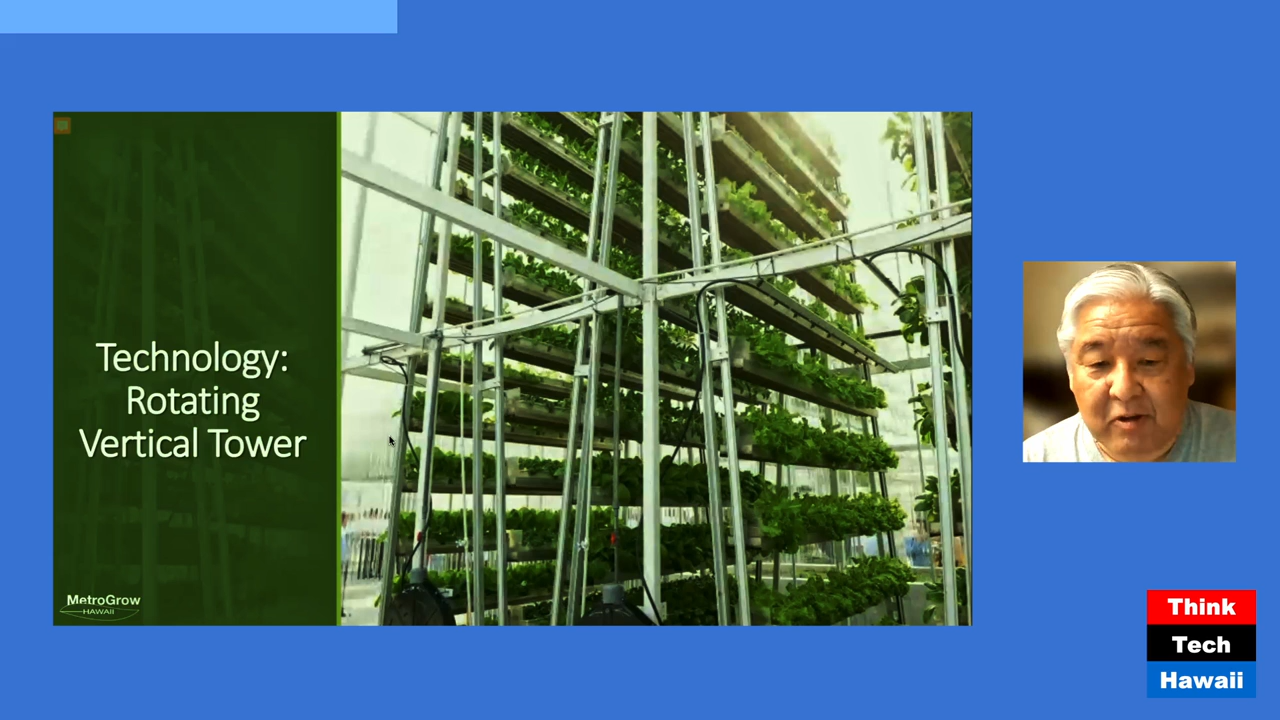 Technology:
Rotating
Vertical Tower
MetroGrow
HAWAII
Think
Tech
Hawaii